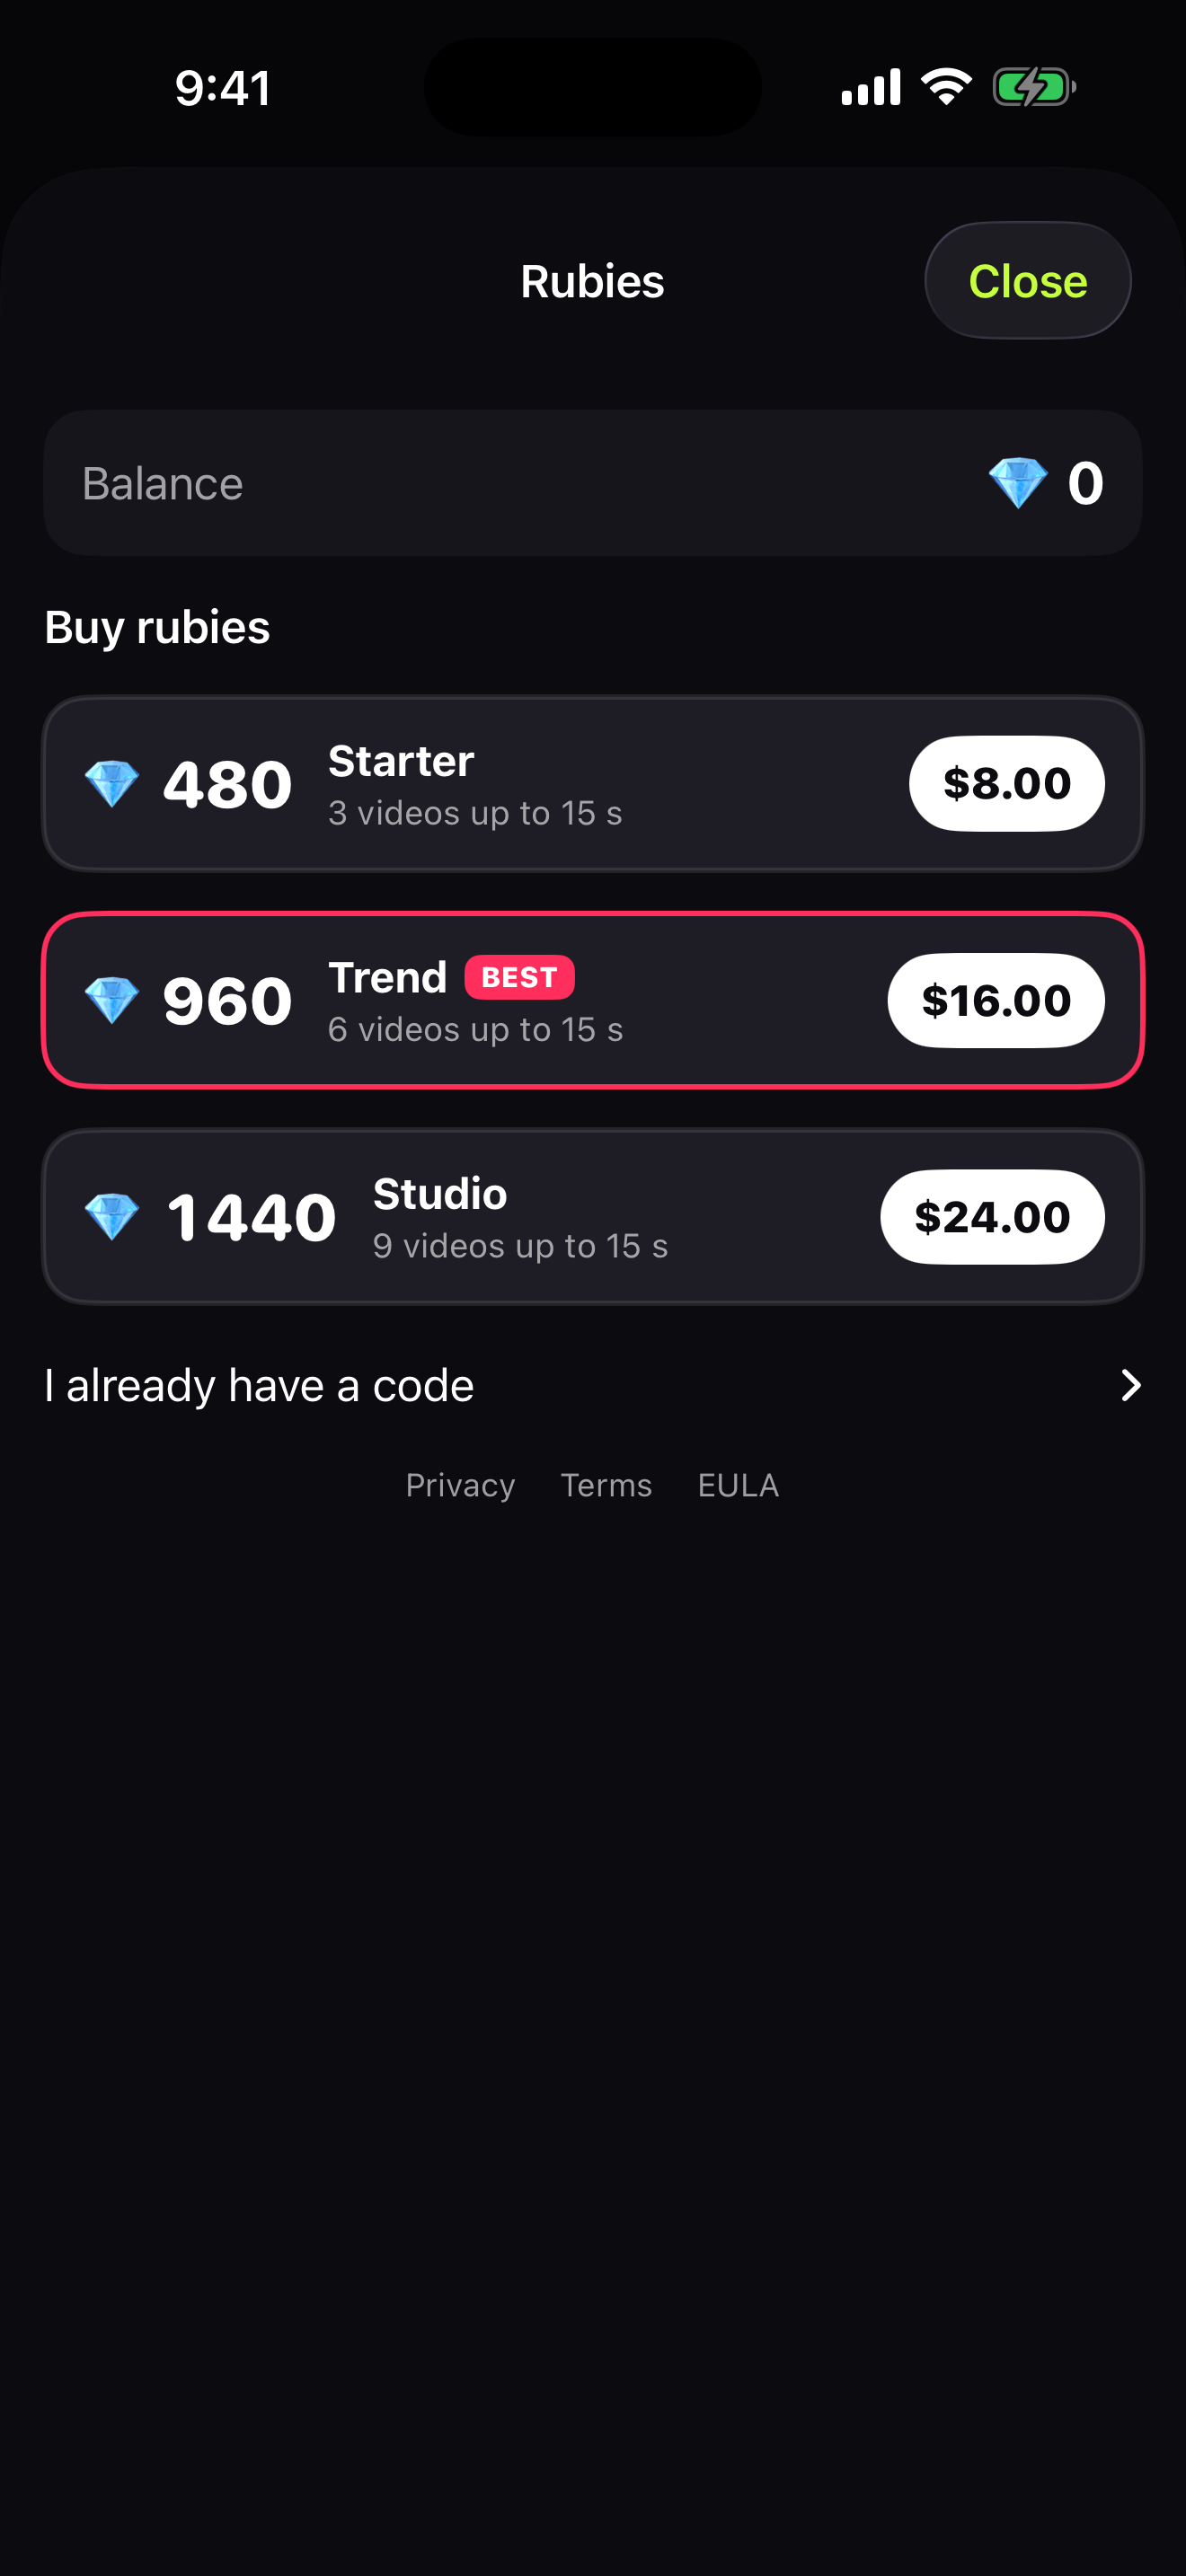 9:41
Rubies
Close
Balance
0
Buy rubies
480
Starter
3 videos up to 15 s
$8.00
960
Trend BEST
6 videos up to 15 s
$16.00
1440
Studio
9 videos up to 15 s
$24.00
I already have a code
Privacy Terms EULA